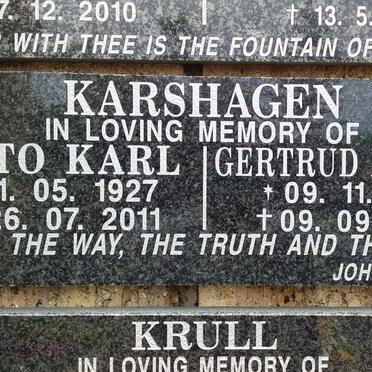 7. 12. 2010 † 13. 5.
WITH THEE IS THE FOUNTAIN OF
KARSHAGEN
IN LOVING MEMORY OF
TO KARL GERTRUD
1. 05. 1927 * 09. 11.
26. 07. 2011 † 09. 09
THE WAY, THE TRUTH AND TH
JOH
KRULL
IN LOVING MEMORY OF